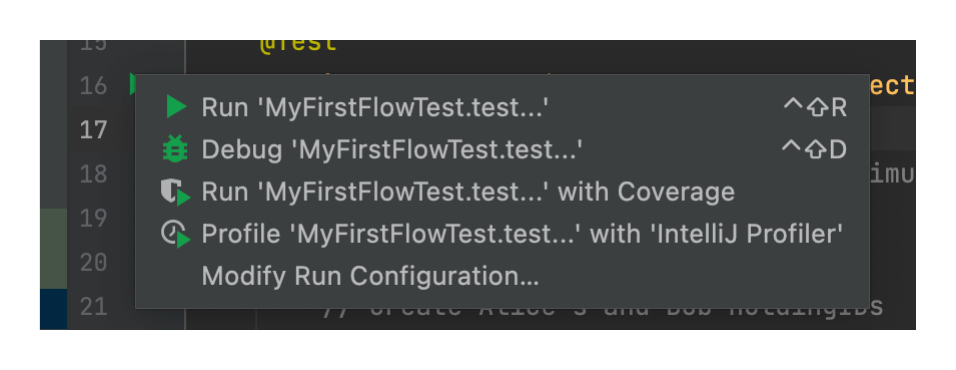 15 @Test
16 ect
Run 'MyFirstFlowTest.test...' ^⇧R
17
Debug 'MyFirstFlowTest.test...' ^⇧D
18 imu
Run 'MyFirstFlowTest.test...' with Coverage
19
Profile 'MyFirstFlowTest.test...' with 'IntelliJ Profiler'
20
Modify Run Configuration...
21 // Create Alice's and Bob HoldingIDs